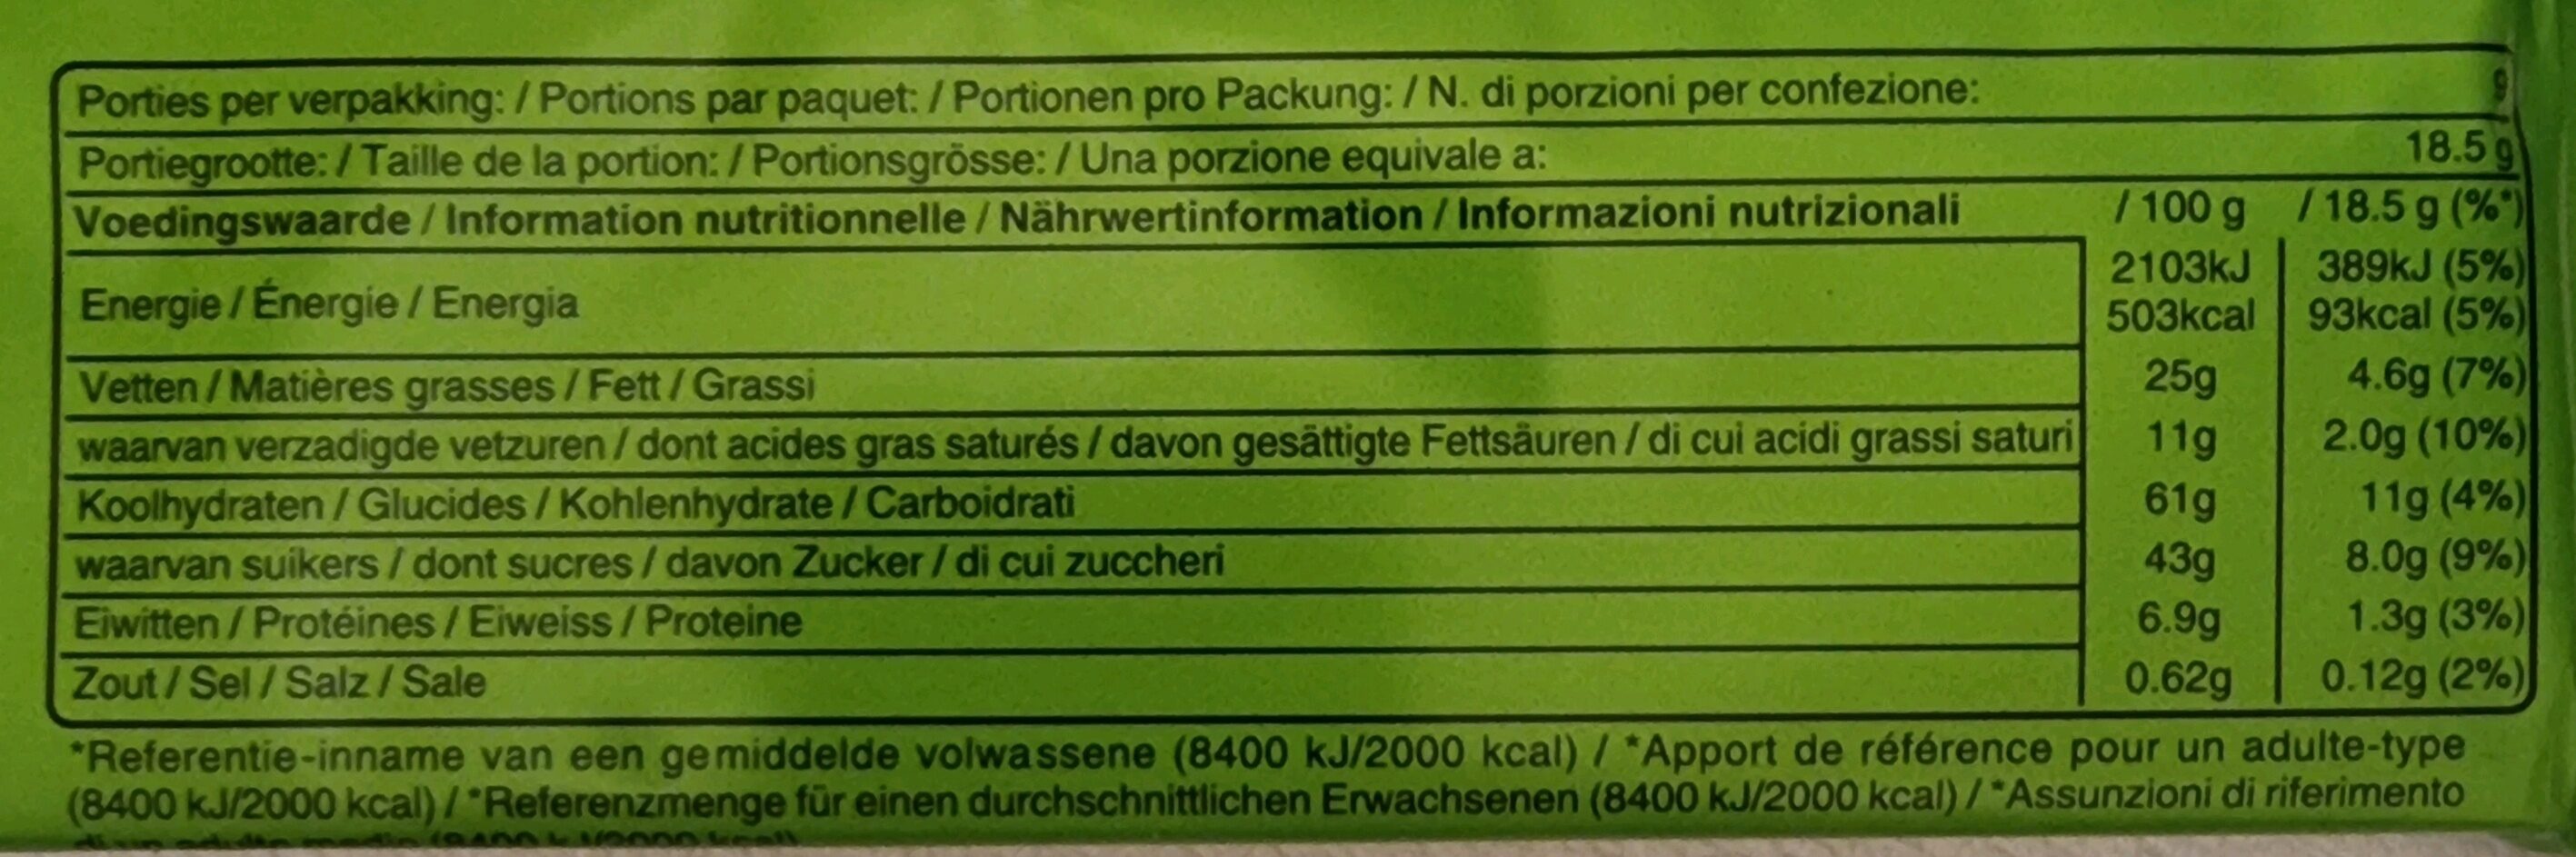 Porties per verpakking: / Portions par paquet: / Portionen pro Packung: / N. di porzioni per confezione: 9
Portiegrootte: / Taille de la portion: / Portionsgrösse: / Una porzione equivale a: 18.5 g
Voedingswaarde / Information nutritionnelle / Nährwertinformation / Informazioni nutrizionali / 100 g / 18.5 g (%*)
Energie / Énergie / Energia 2103kJ 389kJ (5%)
503kcal 93kcal (5%)
Vetten / Matières grasses / Fett / Grassi 25g 4.6g (7%)
waarvan verzadigde vetzuren / dont acides gras saturés / davon gesättigte Fettsäuren / di cui acidi grassi saturi 11g 2.0g (10%)
Koolhydraten / Glucides / Kohlenhydrate / Carboidrati 61g 11g (4%)
waarvan suikers / dont sucres / davon Zucker / di cui zuccheri 43g 8.0g (9%)
Eiwitten / Protéines / Eiweiss / Proteine 6.9g 1.3g (3%)
Zout / Sel / Salz / Sale 0.62g 0.12g (2%)
*Referentie-inname van een gemiddelde volwassene (8400 kJ/2000 kcal) / *Apport de référence pour un adulte-type
(8400 kJ/2000 kcal) / *Referenzmenge für einen durchschnittlichen Erwachsenen (8400 kJ/2000 kcal) / *Assunzioni di riferimento